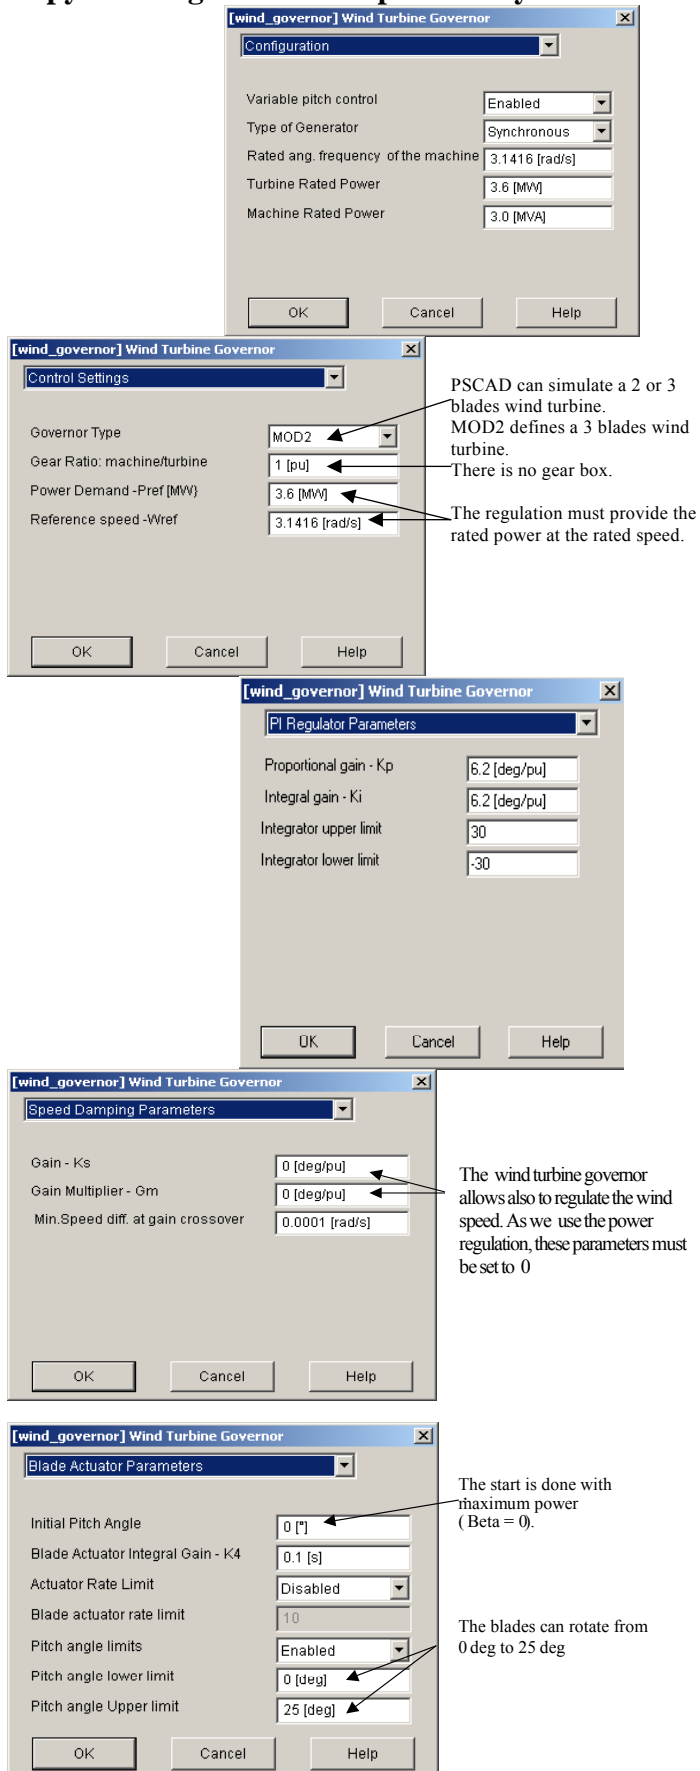 [wind_governor] Wind Turbine Governor
Configuration
Variable pitch control Enabled
Type of Generator Synchronous
Rated ang. frequency of the machine 3.1416 [rad/s]
Turbine Rated Power 3.6 [MW]
Machine Rated Power 3.0 [MVA]
OK Cancel Help
[wind_governor] Wind Turbine Governor
Control Settings
Governor Type MOD2
Gear Ratio: machine/turbine 1 [pu]
Power Demand -Pref [MW} 3.6 [MW]
Reference speed -Wref 3.1416 [rad/s]
OK Cancel Help
PSCAD can simulate a 2 or 3
blades wind turbine.
MOD2 defines a 3 blades wind
turbine.
There is no gear box.
The regulation must provide the
rated power at the rated speed.
[wind_governor] Wind Turbine Governor
PI Regulator Parameters
Proportional gain - Kp 6.2 [deg/pu]
Integral gain - Ki 6.2 [deg/pu]
Integrator upper limit 30
Integrator lower limit -30
OK Cancel Help
[wind_governor] Wind Turbine Governor
Speed Damping Parameters
Gain - Ks 0 [deg/pu]
Gain Multiplier - Gm 0 [deg/pu]
Min.Speed diff. at gain crossover 0.0001 [rad/s]
OK Cancel Help
The wind turbine governor
allows also to regulate the wind
speed. As we use the power
regulation, these parameters must
be set to 0
[wind_governor] Wind Turbine Governor
Blade Actuator Parameters
Initial Pitch Angle 0 [°]
Blade Actuator Integral Gain - K4 0.1 [s]
Actuator Rate Limit Disabled
Blade actuator rate limit 10
Pitch angle limits Enabled
Pitch angle lower limit 0 [deg]
Pitch angle Upper limit 25 [deg]
OK Cancel Help
The start is done with
maximum power
( Beta = 0).
The blades can rotate from
0 deg to 25 deg